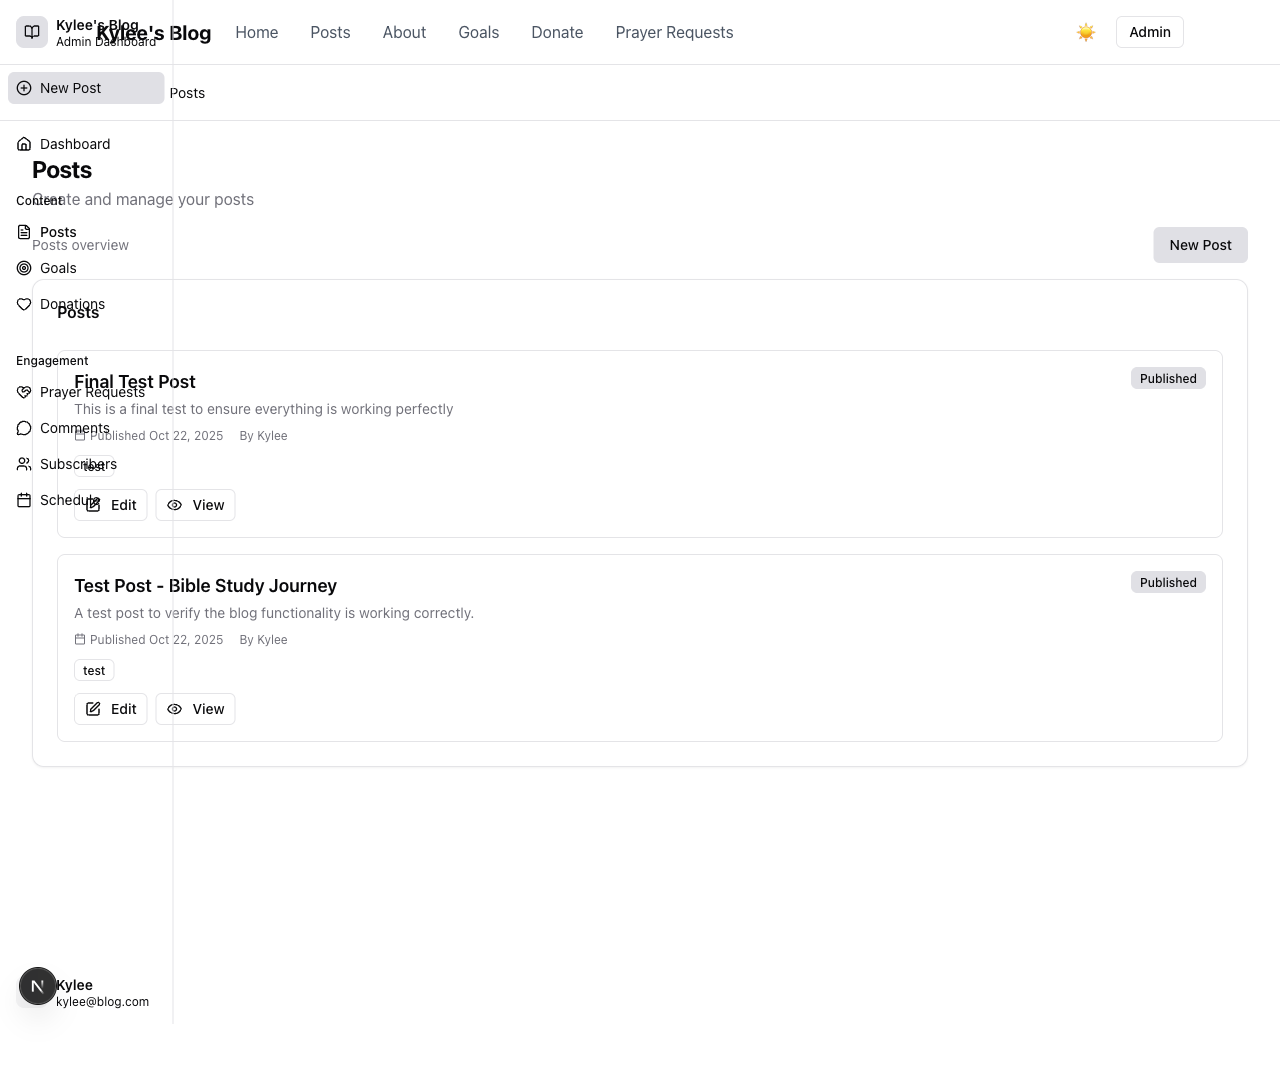 Kylee's Blog
Admin Dashboard
Kylee's Blog
Home Posts About Goals Donate Prayer Requests
Admin
New Post
Posts
Dashboard
Posts
Create and manage your posts
Content
Posts
Posts overview
New Post
Goals
Donations
Posts
Engagement
Prayer Requests
Comments
Subscribers
Schedule
Final Test Post
Published
This is a final test to ensure everything is working perfectly
Published Oct 22, 2025 By Kylee
test
Edit View
Test Post - Bible Study Journey
Published
A test post to verify the blog functionality is working correctly.
Published Oct 22, 2025 By Kylee
test
Edit View
N
Kylee
kylee@blog.com